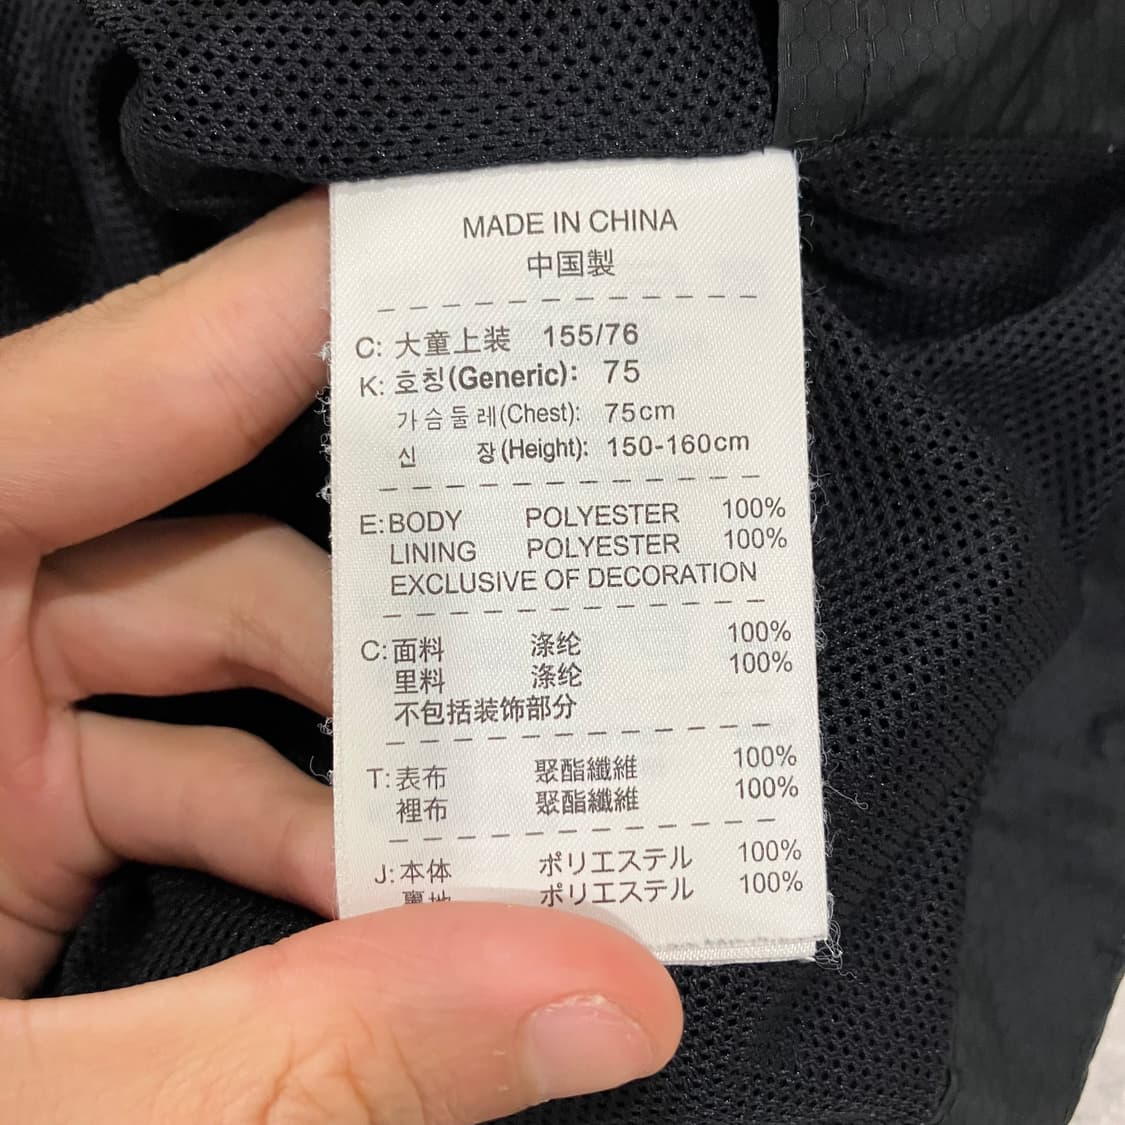 MADE IN CHINA
中国製
C: 大童上装 155/76
K: 호칭(Generic): 75
가슴둘레(Chest): 75cm
신 장(Height): 150-160cm
E: BODY POLYESTER 100%
LINING POLYESTER 100%
EXCLUSIVE OF DECORATION
C: 面料 涤纶 100%
里料 涤纶 100%
不包括装饰部分
T: 表布 聚酯纖維 100%
裡布 聚酯纖維 100%
J: 本体 ポリエステル 100%
裏地 ポリエステル 100%